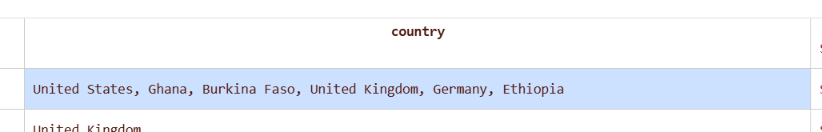 country
United States, Ghana, Burkina Faso, United Kingdom, Germany, Ethiopia
United Kingdom